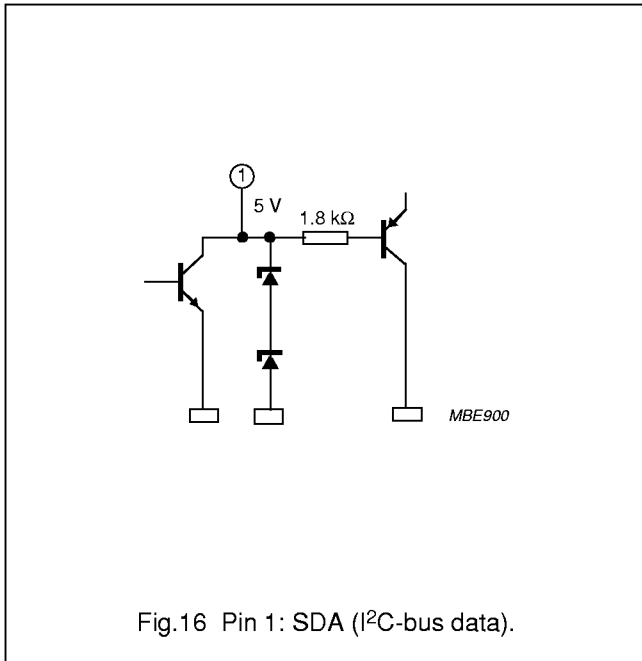 1
5 V
1.8 kΩ
MBE900
Fig.16 Pin 1: SDA (I²C-bus data).